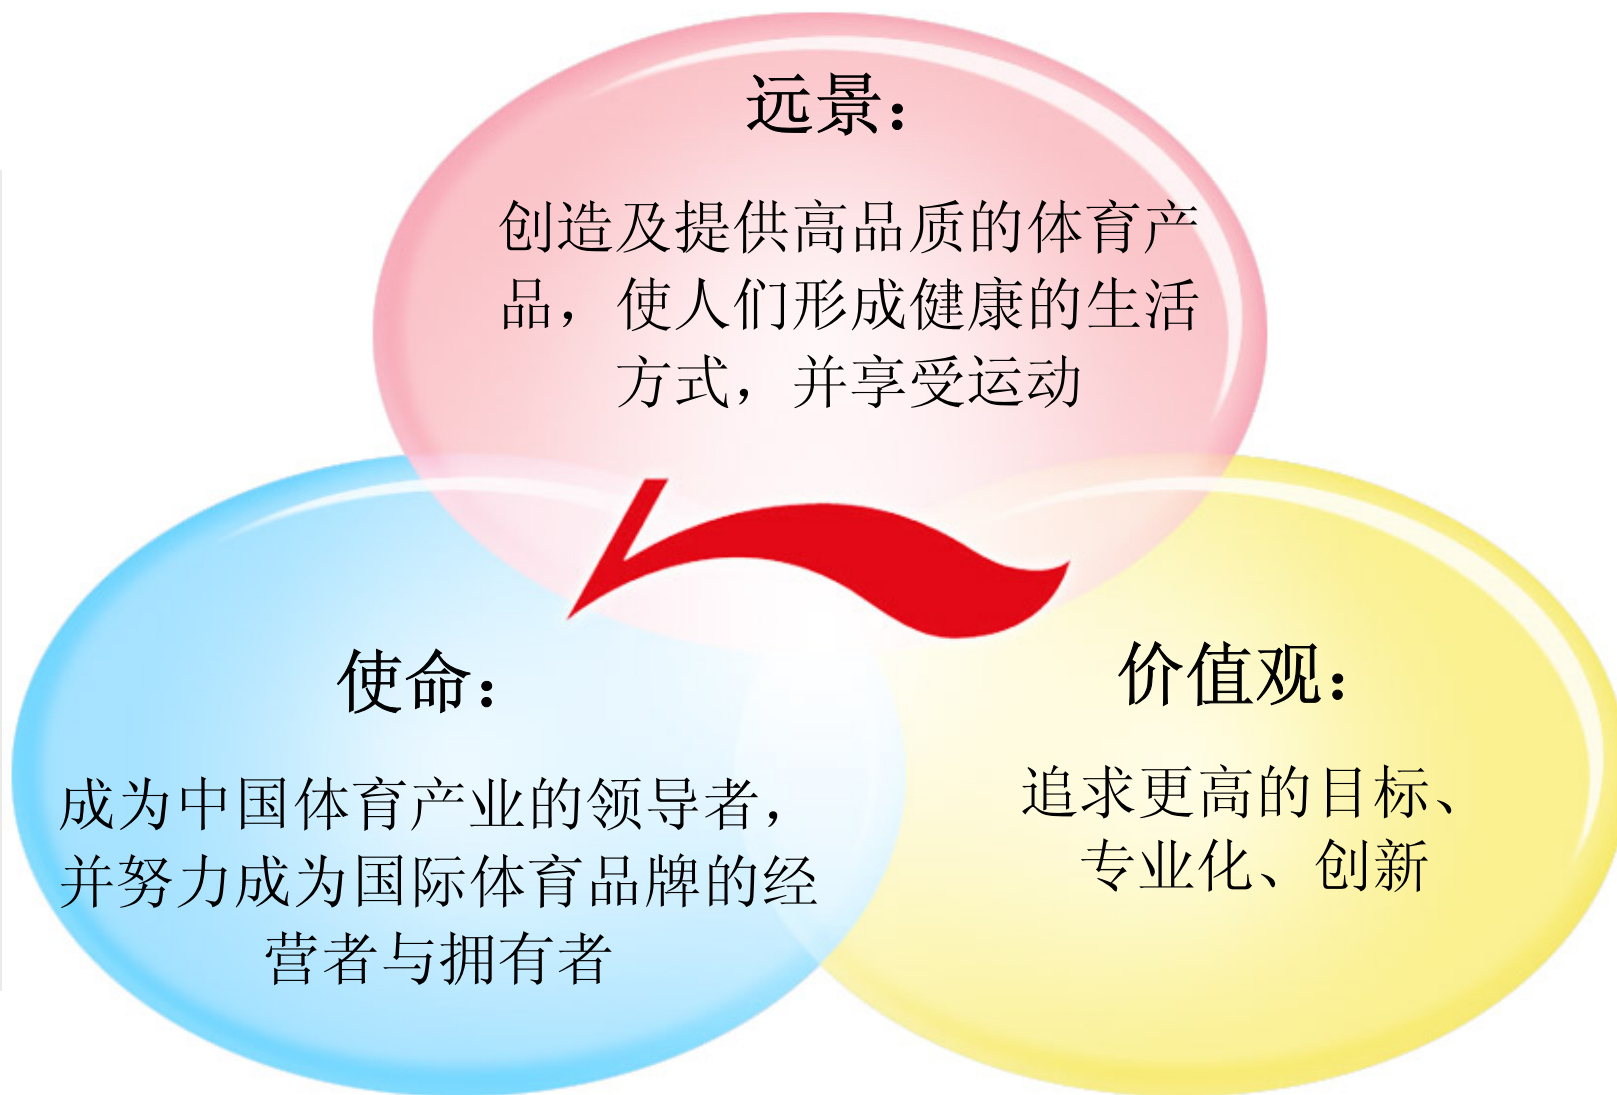 远景：
创造及提供高品质的体育产
品，使人们形成健康的生活
方式，并享受运动
使命：
成为中国体育产业的领导者，
并努力成为国际体育品牌的经
营者与拥有者
价值观：
追求更高的目标、
专业化、创新